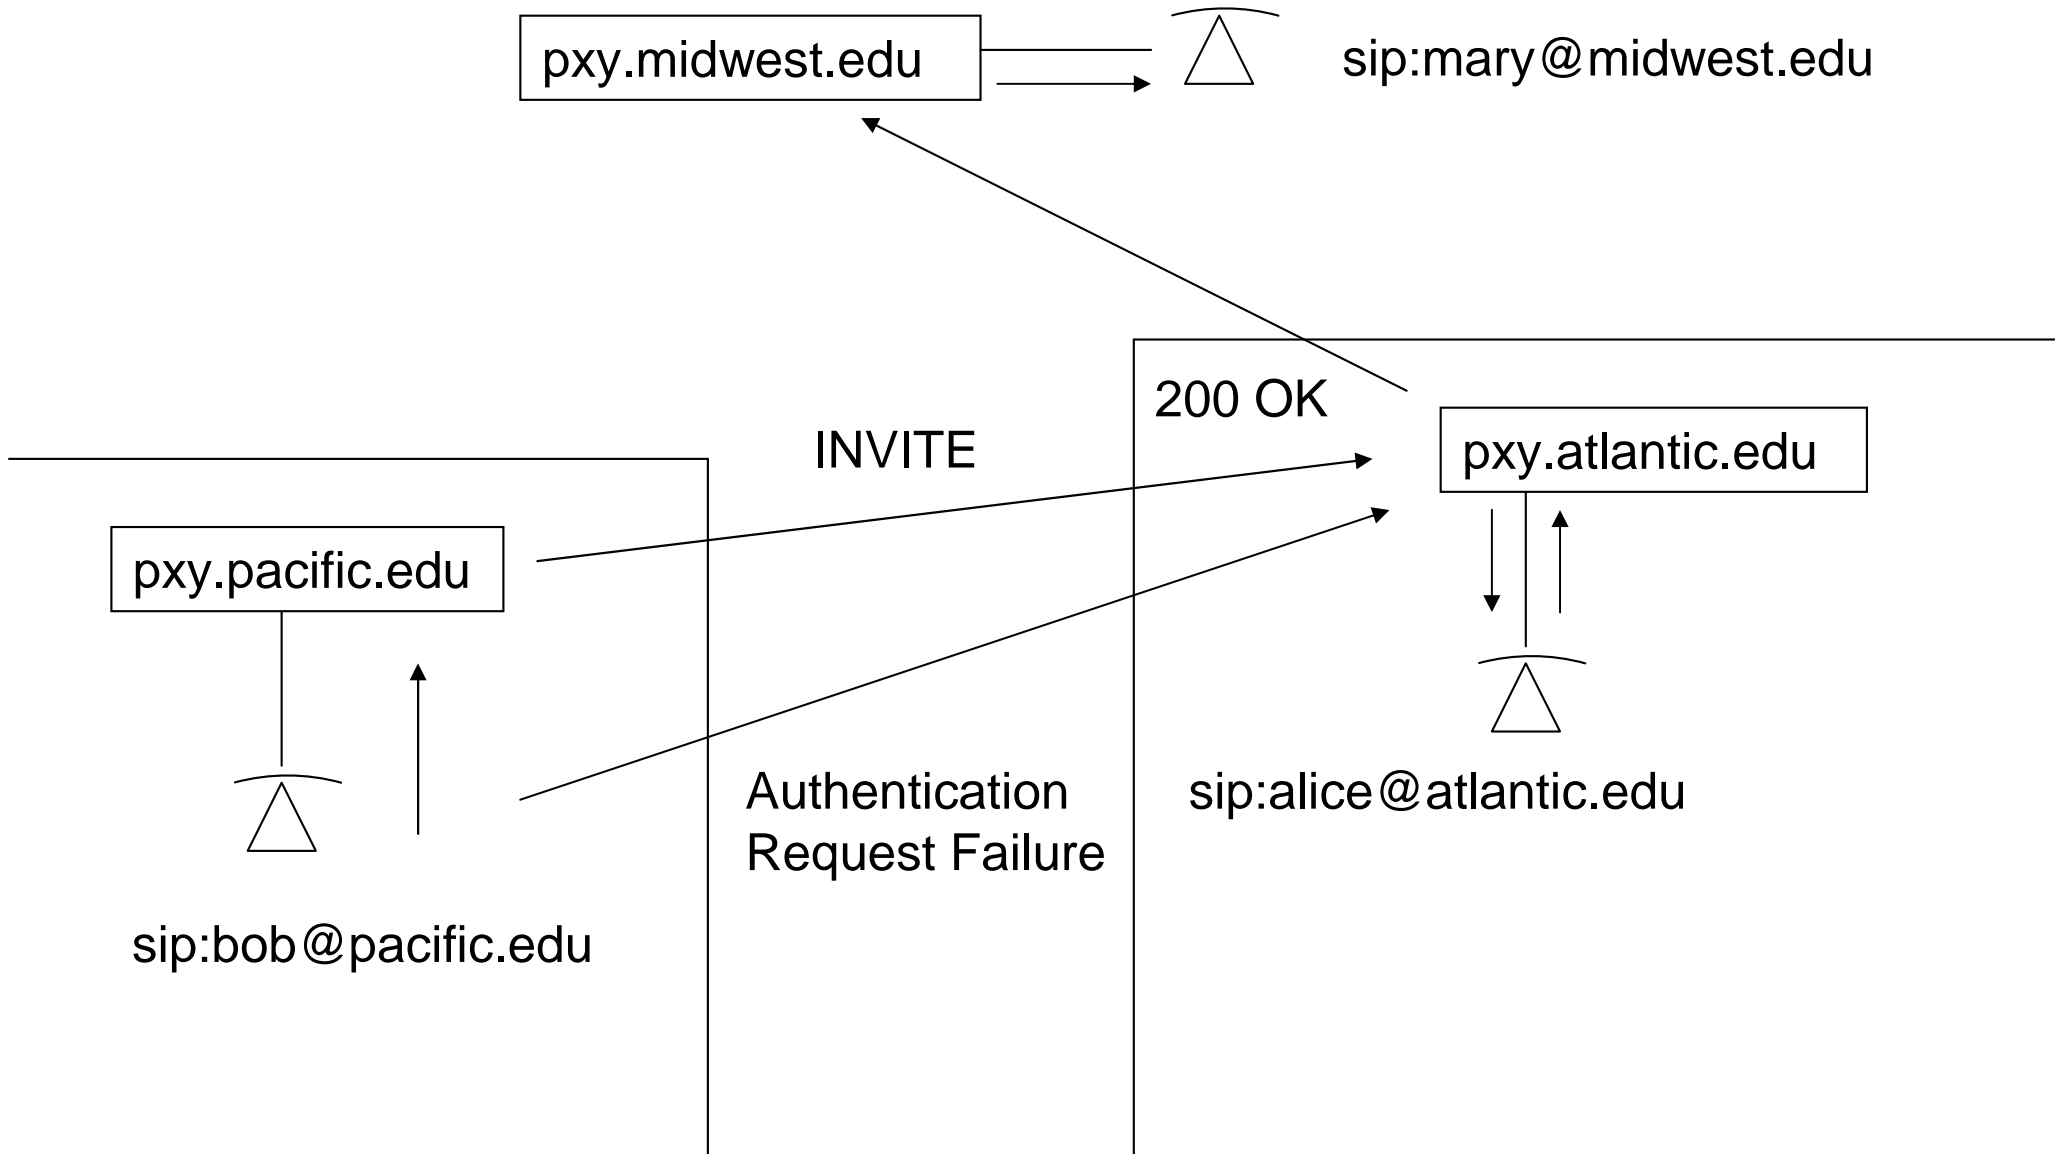 pxy.midwest.edu
sip:mary@midwest.edu
200 OK
INVITE
pxy.atlantic.edu
pxy.pacific.edu
Authentication
Request Failure
sip:alice@atlantic.edu
sip:bob@pacific.edu